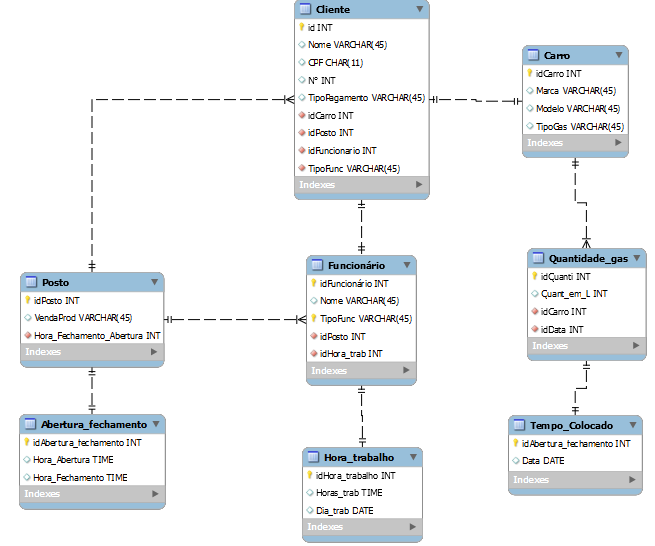 Cliente
id INT
Nome VARCHAR(45)
CPF CHAR(11)
N° INT
TipoPagamento VARCHAR(45)
idCarro INT
idPosto INT
idFuncionario INT
TipoFunc VARCHAR(45)
Indexes
Carro
idCarro INT
Marca VARCHAR(45)
Modelo VARCHAR(45)
TipoGas VARCHAR(45)
Indexes
Posto
idPosto INT
VendaProd VARCHAR(45)
Hora_Fechamento_Abertura INT
Indexes
Funcionário
idFuncionário INT
Nome VARCHAR(45)
TipoFunc VARCHAR(45)
idPosto INT
idHora_trab INT
Indexes
Quantidade_gas
idQuanti INT
Quant_em_L INT
idCarro INT
idData INT
Indexes
Abertura_fechamento
idAbertura_fechamento INT
Hora_Abertura TIME
Hora_Fechamento TIME
Indexes
Hora_trabalho
idHora_trabalho INT
Horas_trab TIME
Dia_trab DATE
Indexes
Tempo_Colocado
idAbertura_fechamento INT
Data DATE
Indexes